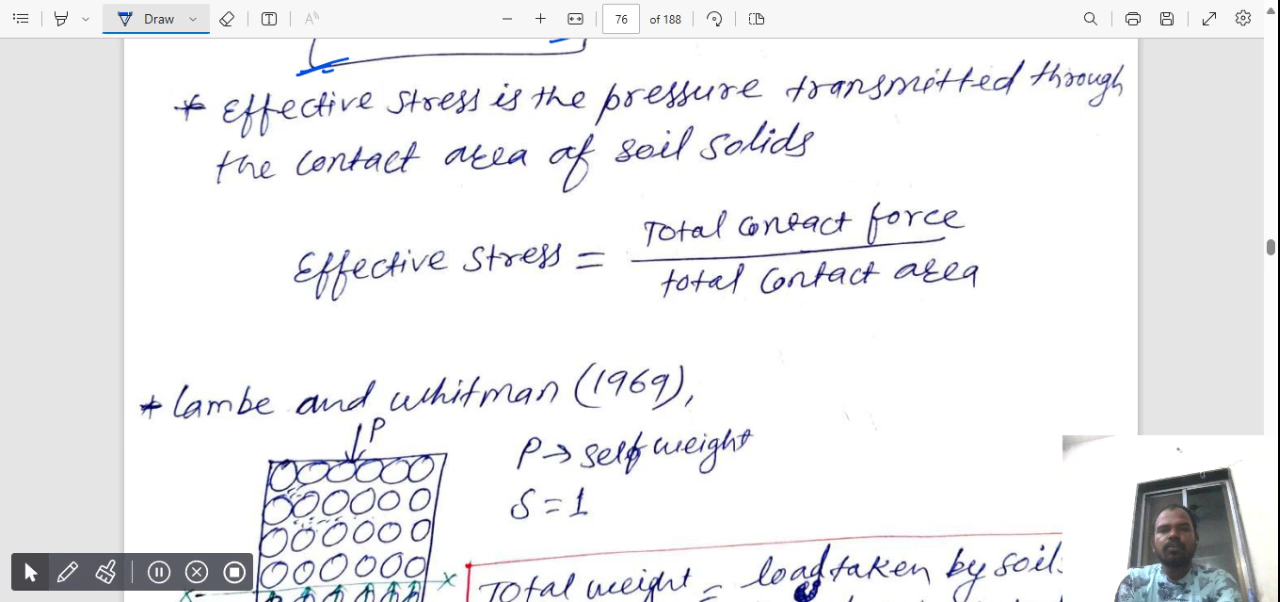 Draw
76 of 188
* Effective stress is the pressure transmitted through
the contact area of soil solids
Effective stress = Total contact force
total contact area
* Lambe and whitman (1969),
P
P → self weight
S = 1
x
Total weight = load taken by soil